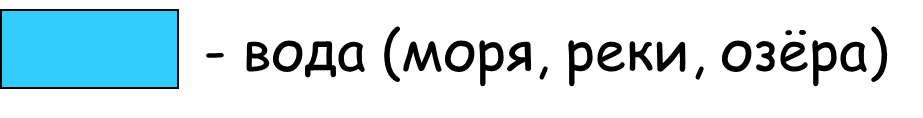 - вода (моря, реки, озёра)